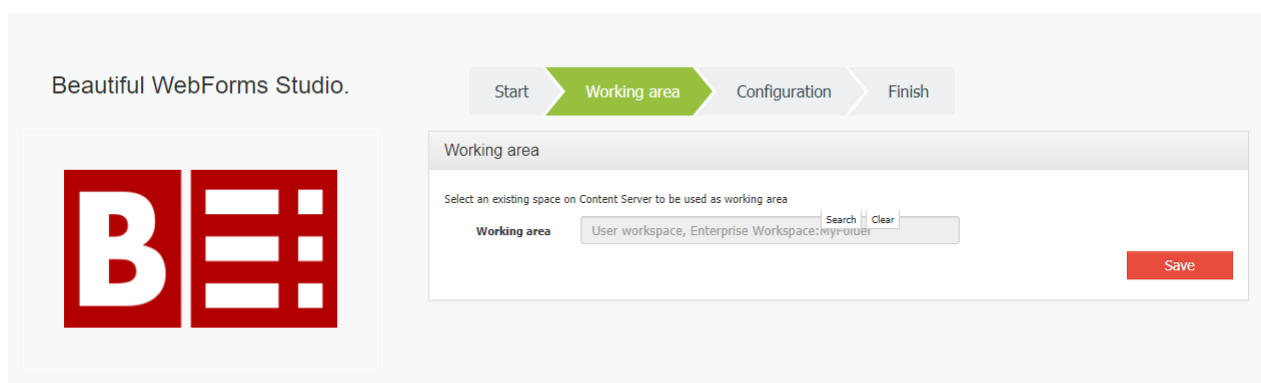 Beautiful WebForms Studio.
Start Working area Configuration Finish
Working area
Select an existing space on Content Server to be used as working area
Search Clear
Working area User workspace, Enterprise Workspace:MyFolder
Save
B